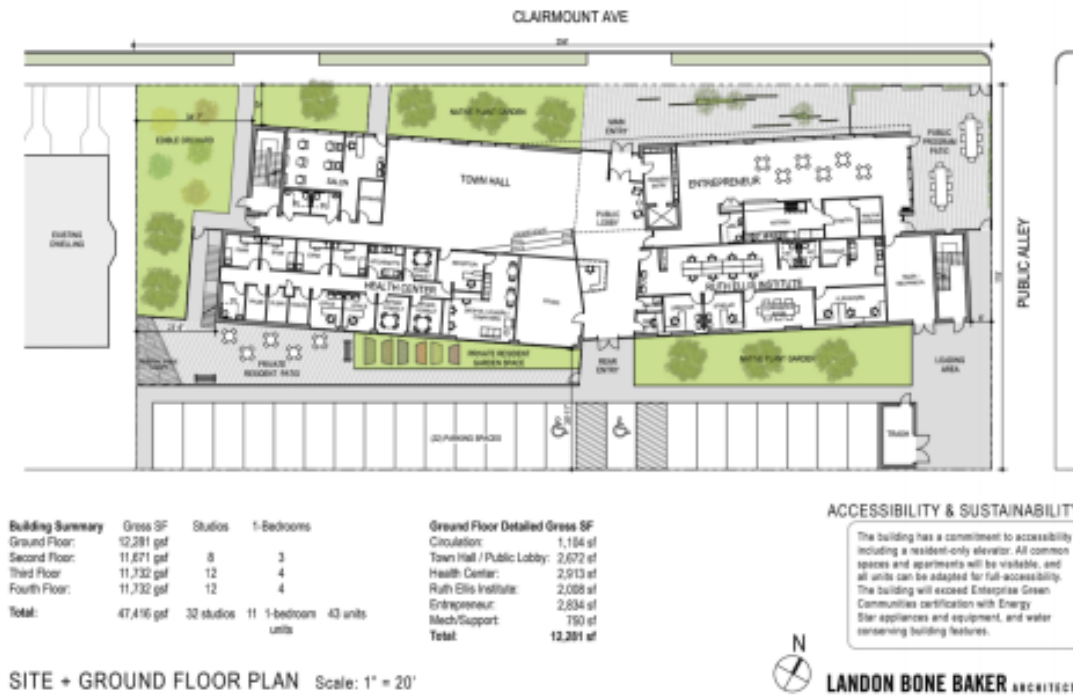 CLAIRMOUNT AVE
EDIBLE ORCHARD
NATIVE PLANT GARDEN
MAIN
ENTRY
PUBLIC
PROGRAM
PATIO
SALON
TOWN HALL
ENTREPRENEUR
PUBLIC
LOBBY
EXISTING
DWELLING
HEALTH CENTER
RUTH ELLIS INSTITUTE
PUBLIC ALLEY
PRIVATE
RESIDENT PATIO
PRIVATE RESIDENT
GARDEN SPACE
REAR
ENTRY
NATIVE PLANT GARDEN
LOADING
AREA
(22) PARKING SPACES
TRASH
Building Summary Gross SF Studios 1-Bedrooms
Ground Floor: 12,281 gsf
Second Floor: 11,671 gsf 8 3
Third Floor 11,732 gsf 12 4
Fourth Floor: 11,732 gsf 12 4
Total: 47,416 gsf 32 studios 11 1-bedroom 43 units
units
Ground Floor Detailed Gross SF
Circulation: 1,104 sf
Town Hall / Public Lobby: 2,672 sf
Health Center: 2,913 sf
Ruth Ellis Institute: 2,008 sf
Entrepreneur: 2,834 sf
Mech/Support: 750 sf
Total: 12,281 sf
ACCESSIBILITY & SUSTAINABILITY
The building has a commitment to accessibility
including a resident-only elevator. All common
spaces and apartments will be visitable, and
all units can be adapted for full-accessibility.
The building will exceed Enterprise Green
Communities certification with Energy
Star appliances and equipment, and water
conserving building features.
N
SITE + GROUND FLOOR PLAN Scale: 1" = 20'
LANDON BONE BAKER ARCHITECT